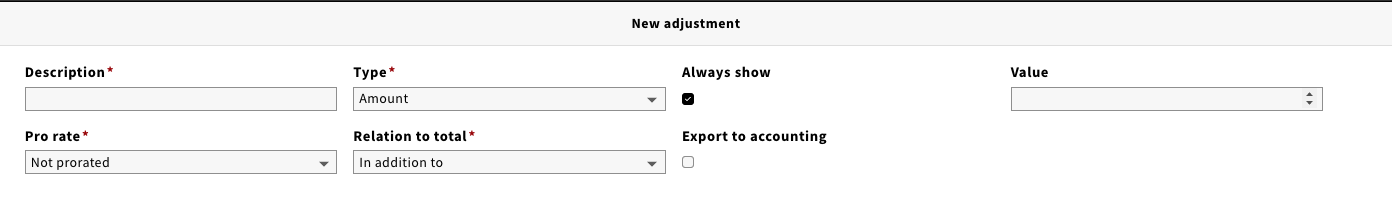 New adjustment
Description*
Type*
Always show
Value
Amount
Pro rate*
Relation to total*
Export to accounting
Not prorated
In addition to